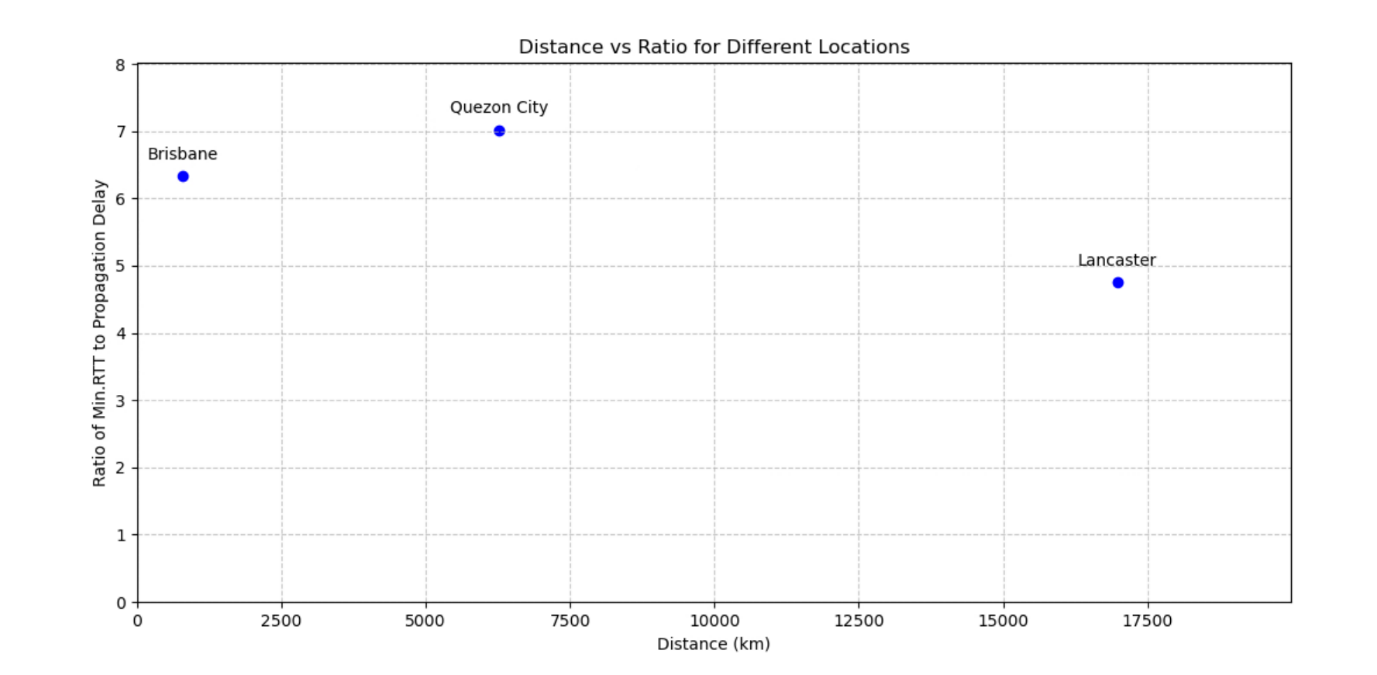 Distance vs Ratio for Different Locations
8
7
6
5
4
3
2
1
0
Ratio of Min.RTT to Propagation Delay
Quezon City
Brisbane
Lancaster
0 2500 5000 7500 10000 12500 15000 17500
Distance (km)